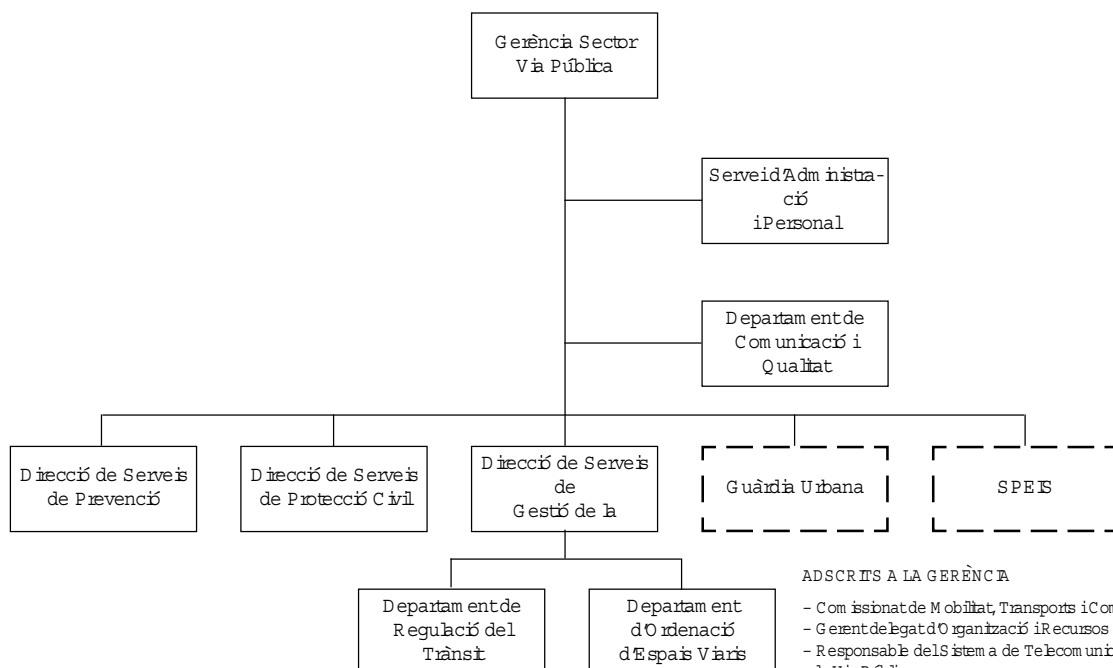 Gerència Sector
Via Pública
Servei d'Administra-
ció
i Personal
Departament de
Comunicació i
Qualitat
Direcció de Serveis
de Prevenció
Direcció de Serveis
de Protecció Civil
Direcció de Serveis
de
Gestió de la
Guàrdia Urbana
SPEIS
Departament de
Regulació del
Trànsit
Departament
d'Ordenació
d'Espais Viaris
ADSCRITS A LA GERÈNCIA
- Comissionat de Mobilitat, Transports i
- Gerent delegat d'Organització i Recursos
- Responsable del Sistema de